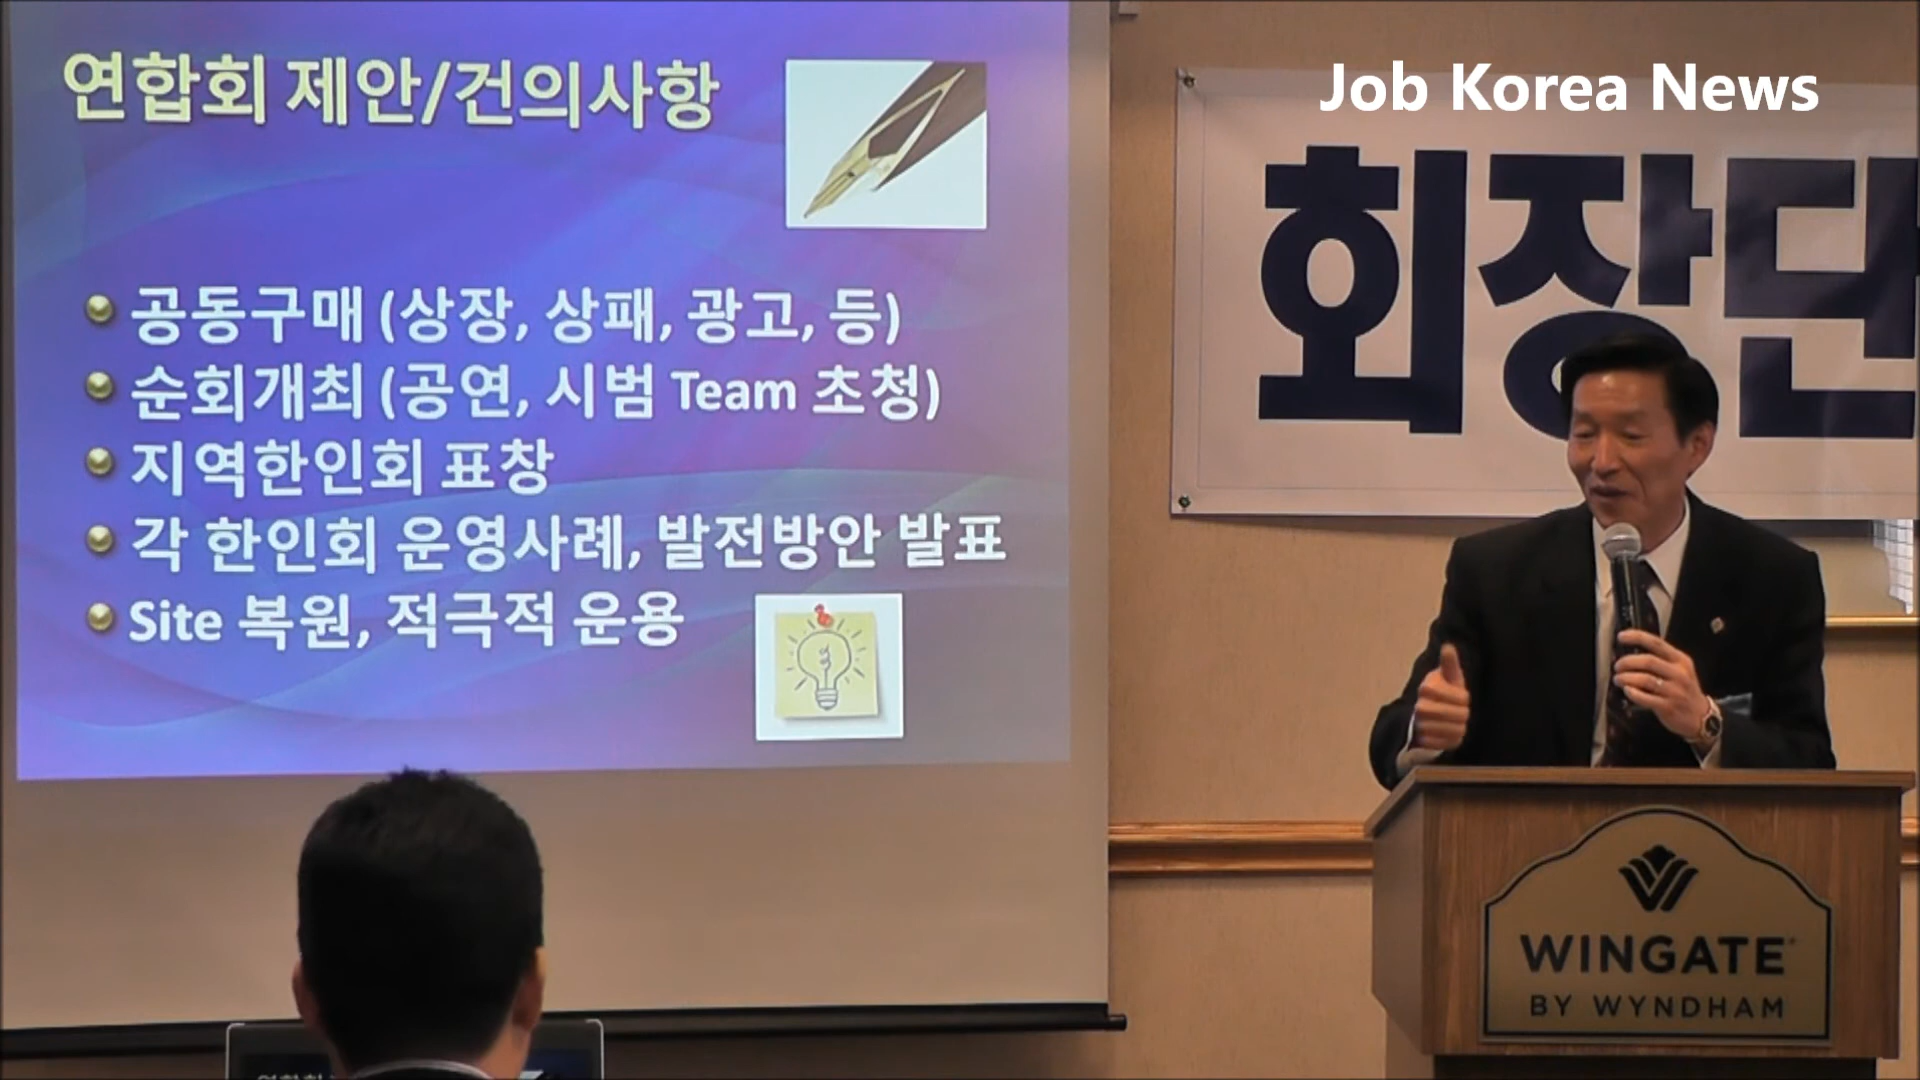 연합회 제안/건의사항
공동구매 (상장, 상패, 광고, 등)
순회개최 (공연, 시범 Team 초청)
지역한인회 표창
각 한인회 운영사례, 발전방안 발표
Site 복원, 적극적 운용
Job Korea News
회장단
WINGATE
BY WYNDHAM